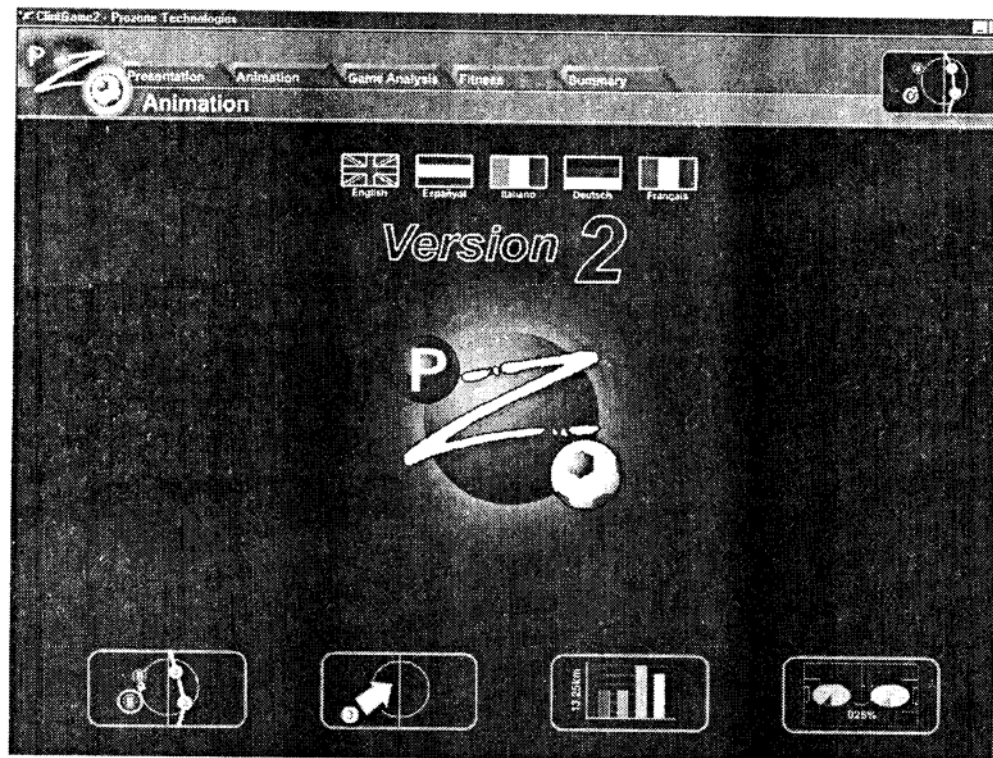 ClientGame2 - Prozone Technologies
P
Presentation Animation Game Analysis Fitness Summary
Animation
English Español Italiano Deutsch Français
Version 2
P
13.25km
025%